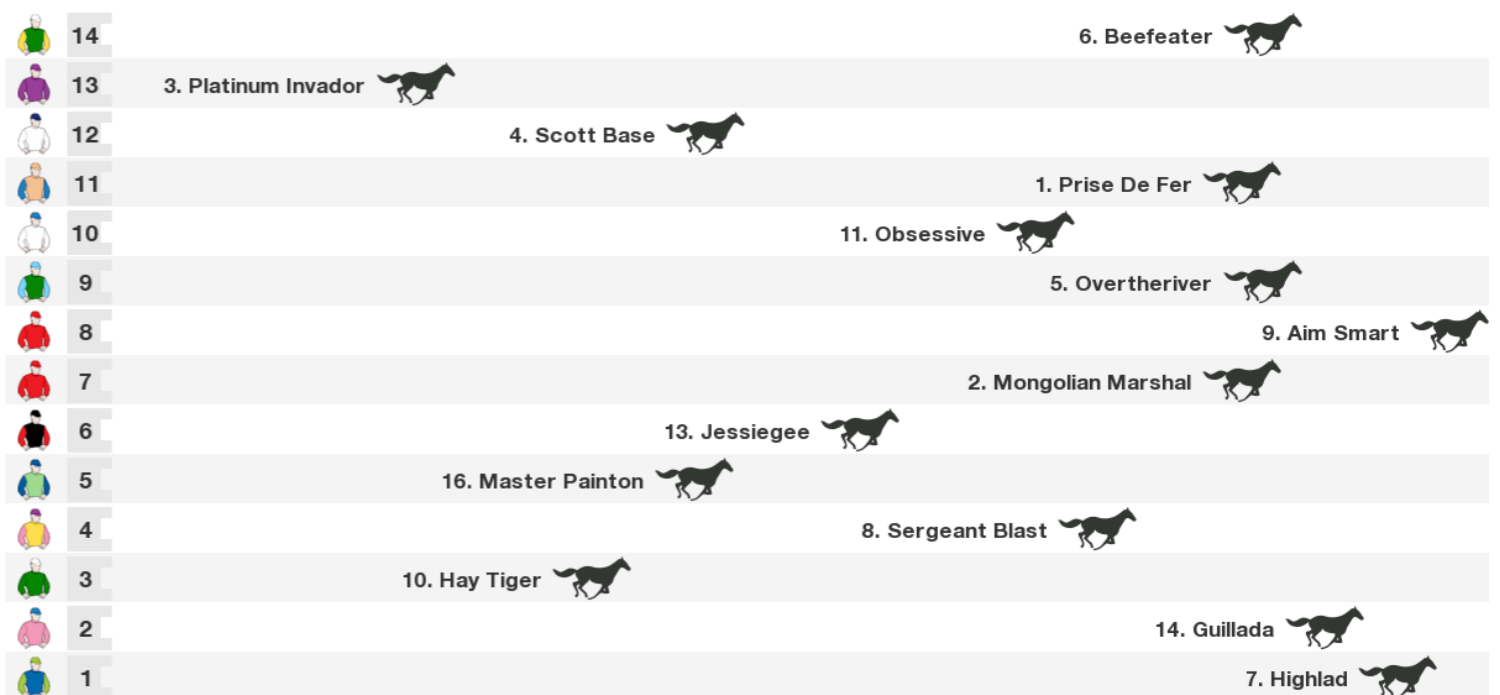 14 6. Beefeater
13 3. Platinum Invador
12 4. Scott Base
11 1. Prise De Fer
10 11. Obsessive
9 5. Overtheriver
8 9. Aim Smart
7 2. Mongolian Marshal
6 13. Jessiegee
5 16. Master Painton
4 8. Sergeant Blast
3 10. Hay Tiger
2 14. Guillada
1 7. Highlad